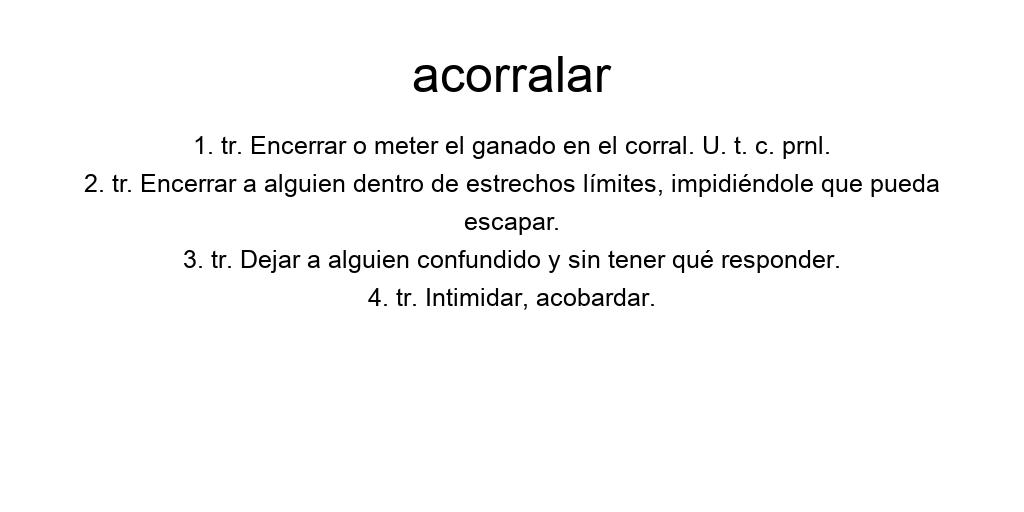 acorralar
1. tr. Encerrar o meter el ganado en el corral. U. t. c. prnl.
2. tr. Encerrar a alguien dentro de estrechos límites, impidiéndole que pueda
escapar.
3. tr. Dejar a alguien confundido y sin tener qué responder.
4. tr. Intimidar, acobardar.